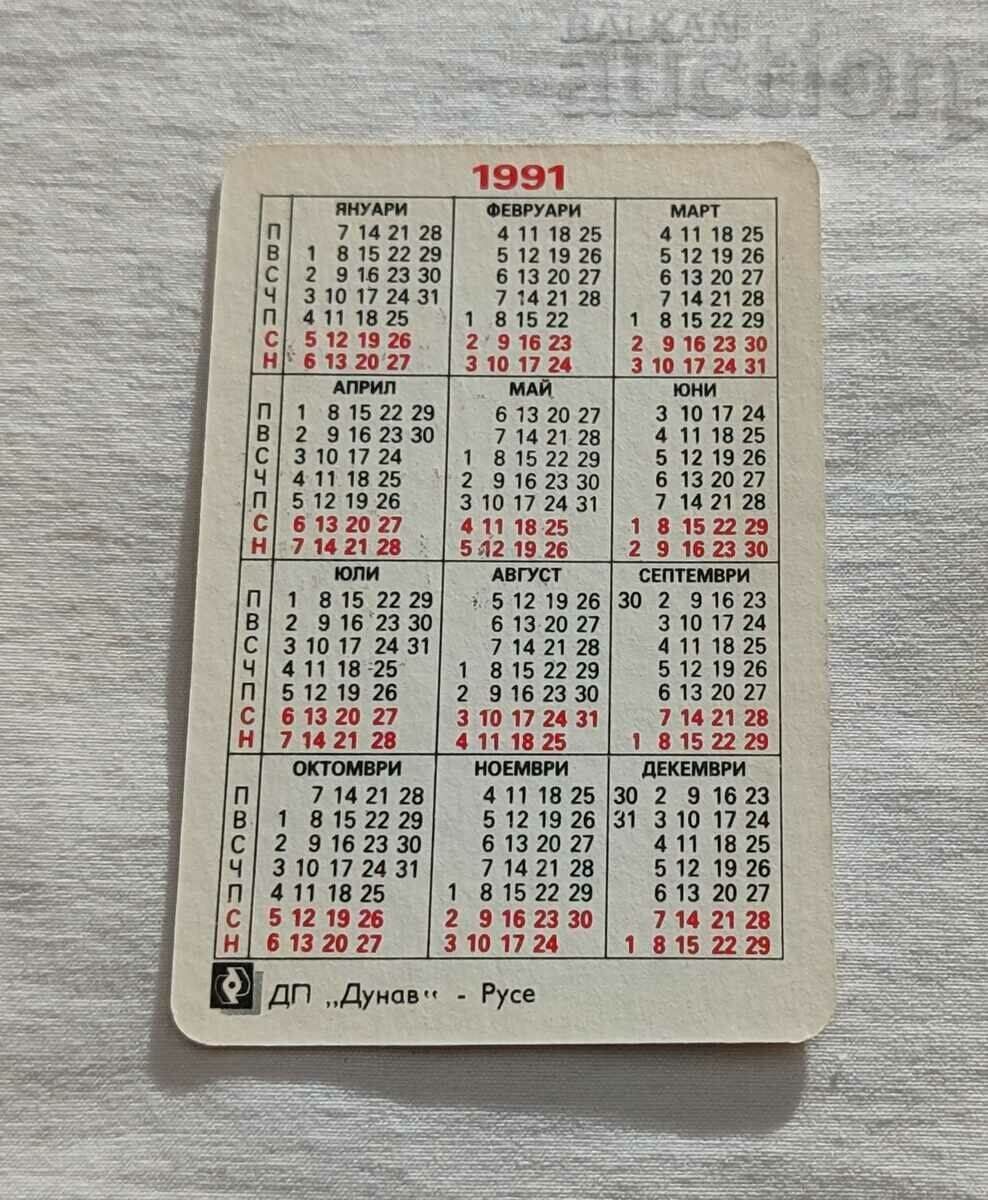 BALKAN
1991
ЯНУАРИ ФЕВРУАРИ МАРТ
П 7 14 21 28 4 11 18 25 4 11 18 25
В 1 8 15 22 29 5 12 19 26 5 12 19 26
С 2 9 16 23 30 6 13 20 27 6 13 20 27
Ч 3 10 17 24 31 7 14 21 28 7 14 21 28
П 4 11 18 25 1 8 15 22 1 8 15 22 29
С 5 12 19 26 2 9 16 23 2 9 16 23 30
Н 6 13 20 27 3 10 17 24 3 10 17 24 31
АПРИЛ МАЙ ЮНИ
П 1 8 15 22 29 6 13 20 27 3 10 17 24
В 2 9 16 23 30 7 14 21 28 4 11 18 25
С 3 10 17 24 1 8 15 22 29 5 12 19 26
Ч 4 11 18 25 2 9 16 23 30 6 13 20 27
П 5 12 19 26 3 10 17 24 31 7 14 21 28
С 6 13 20 27 4 11 18 25 1 8 15 22 29
Н 7 14 21 28 5 12 19 26 2 9 16 23 30
ЮЛИ АВГУСТ СЕПТЕМВРИ
П 1 8 15 22 29 5 12 19 26 30 2 9 16 23
В 2 9 16 23 30 6 13 20 27 3 10 17 24
С 3 10 17 24 31 7 14 21 28 4 11 18 25
Ч 4 11 18 25 1 8 15 22 29 5 12 19 26
П 5 12 19 26 2 9 16 23 30 6 13 20 27
С 6 13 20 27 3 10 17 24 31 7 14 21 28
Н 7 14 21 28 4 11 18 25 1 8 15 22 29
ОКТОМВРИ НОЕМВРИ ДЕКЕМВРИ
П 7 14 21 28 4 11 18 25 30 2 9 16 23
В 1 8 15 22 29 5 12 19 26 31 3 10 17 24
С 2 9 16 23 30 6 13 20 27 4 11 18 25
Ч 3 10 17 24 31 7 14 21 28 5 12 19 26
П 4 11 18 25 1 8 15 22 29 6 13 20 27
С 5 12 19 26 2 9 16 23 30 7 14 21 28
Н 6 13 20 27 3 10 17 24 1 8 15 22 29
ДП „Дунав“ - Русе